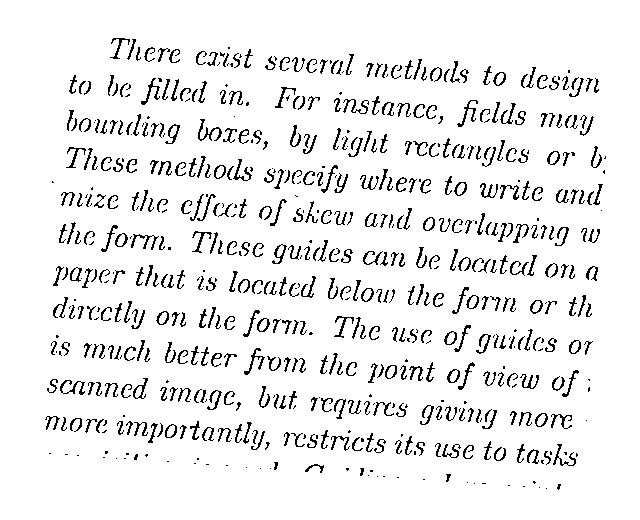 There exist several methods to design
to be filled in. For instance, fields may
bounding boxes, by light rectangles or
These methods specify where to write and
mize the effect of skew and overlapping
the form. These guides can be located on a
paper that is located below the form or
directly on the form. The use of guides
is much better from the point of view of
scanned image, but requires giving more
more importantly, restricts its use to tasks